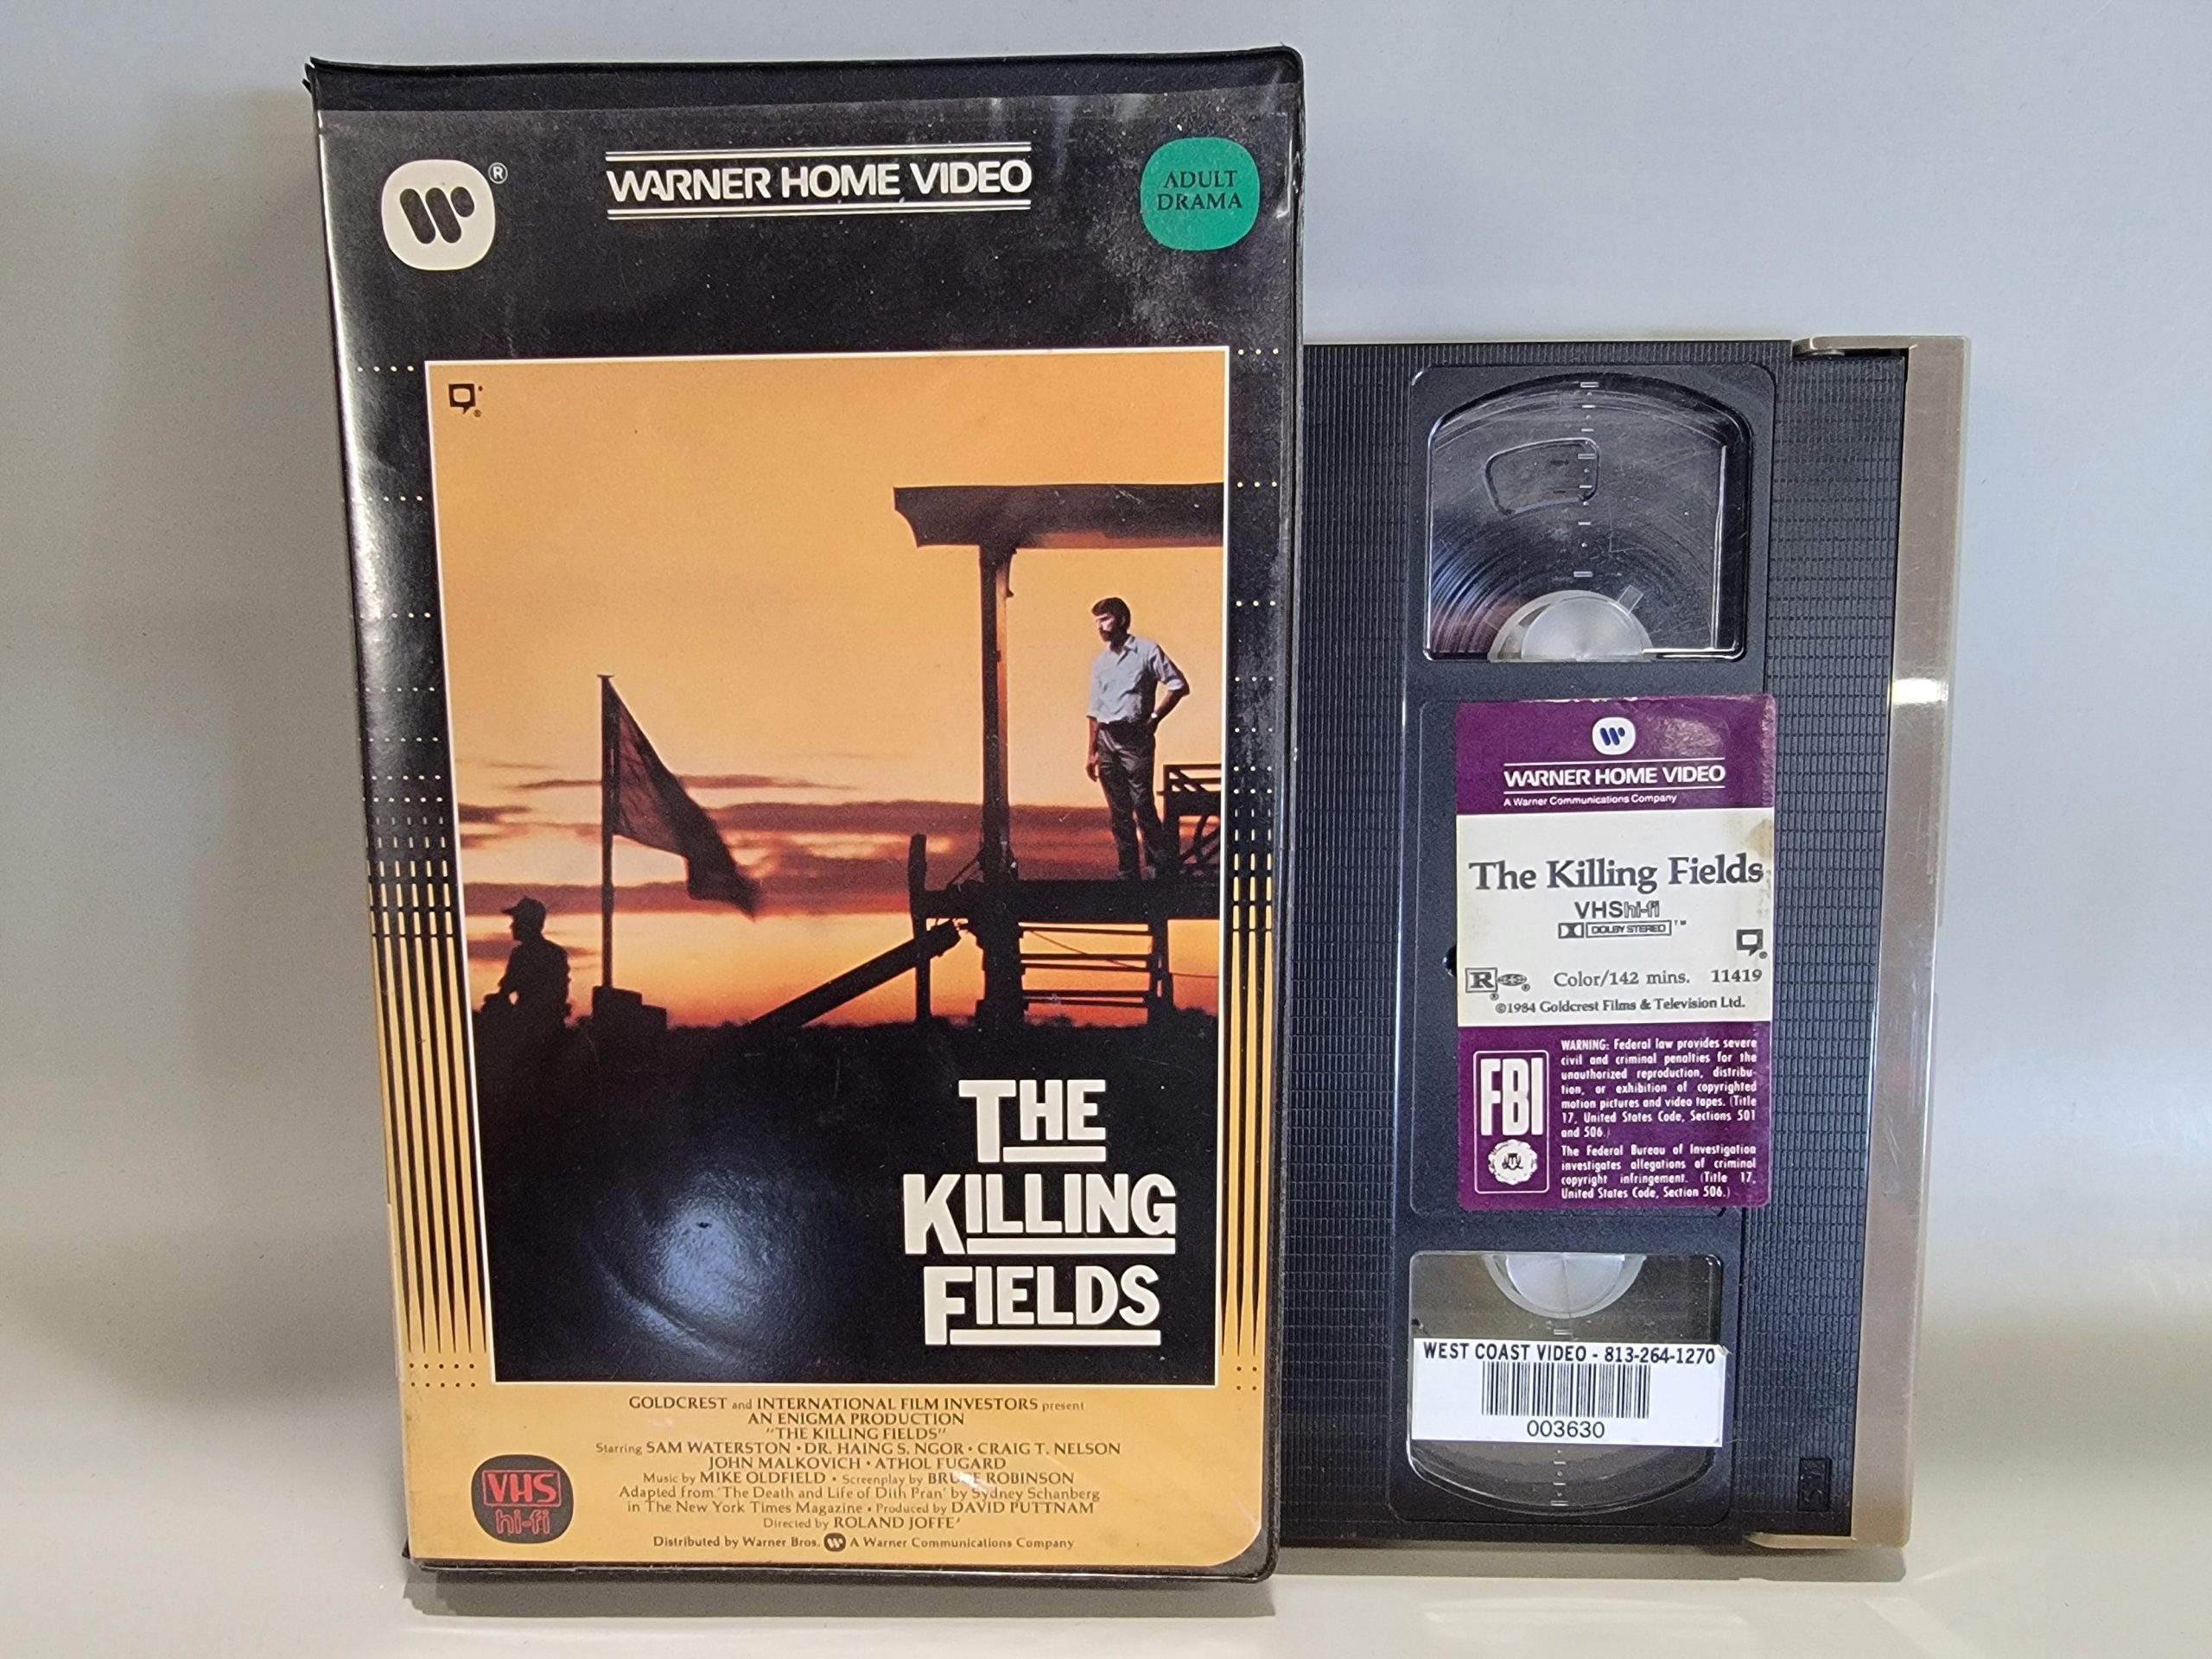 WARNER HOME VIDEO
ADULT
DRAMA
THE
KILLING
FIELDS
GOLDCREST and INTERNATIONAL FILM INVESTORS present
AN ENIGMA PRODUCTION
"THE KILLING FIELDS"
Starring SAM WATERSTON • DR. HAING S. NGOR • CRAIG T. NELSON
JOHN MALKOVICH • ATHOL FUGARD
Music by MIKE OLDFIELD • Screenplay by BRUCE ROBINSON
Adapted from 'The Death and Life of Dith Pran' by Sydney Schanberg
in The New York Times Magazine • Produced by DAVID PUTTNAM
Directed by ROLAND JOFFE'
Distributed by Warner Bros. W A Warner Communications Company
VHS
hi-fi
WARNER HOME VIDEO
A Warner Communications Company
The Killing Fields
VHS hi-fi
DOLBY STEREO ™
R Color/142 mins. 11419
©1984 Goldcrest Films & Television Ltd.
FBI
WARNING: Federal law provides severe
civil and criminal penalties for the
unauthorized reproduction, distribu-
tion, or exhibition of copyrighted
motion pictures and video tapes. (Title
17, United States Code, Sections 501
and 506.)
The Federal Bureau of Investigation
investigates allegations of criminal
copyright infringement. (Title 17,
United States Code, Section 506.)
WEST COAST VIDEO - 813-264-1270
003630